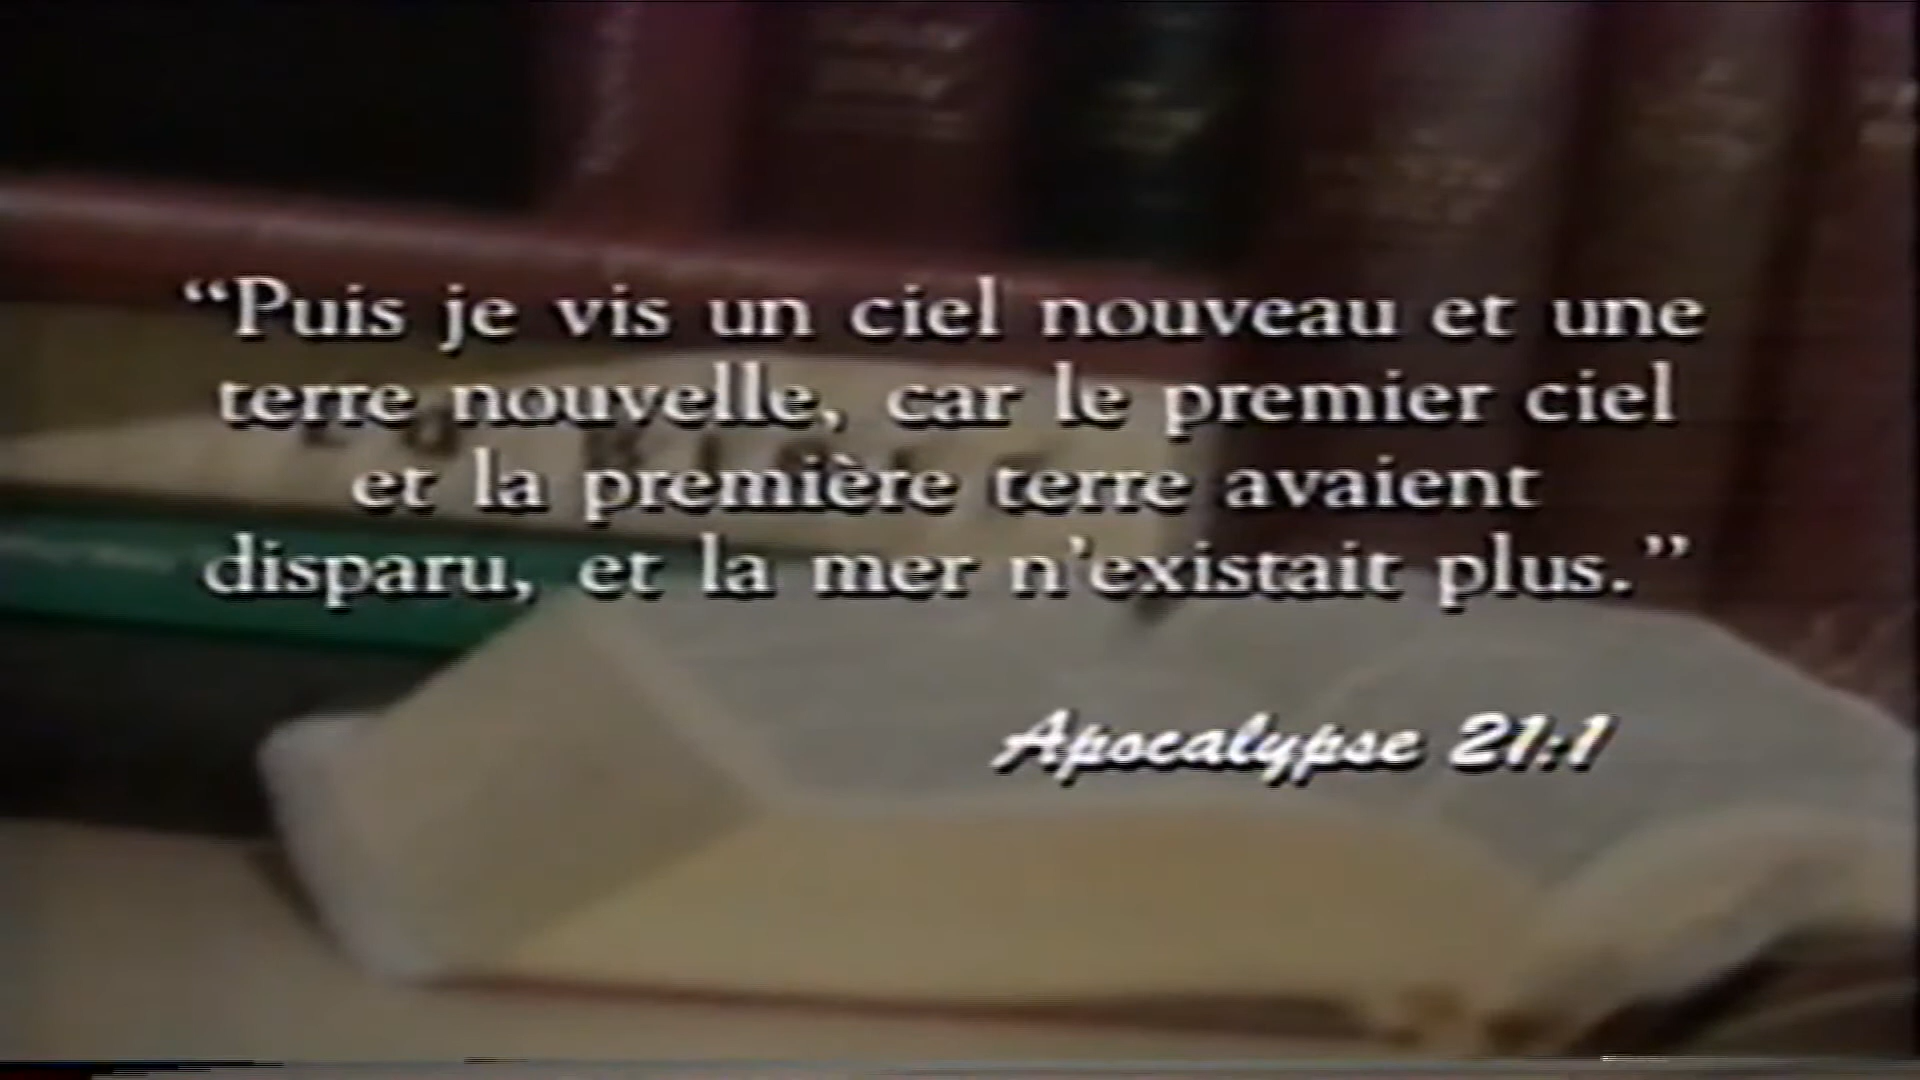 “Puis je vis un ciel nouveau et une
terre nouvelle, car le premier ciel
et la première terre avaient
disparu, et la mer n'existait plus.”
Apocalypse 21:1